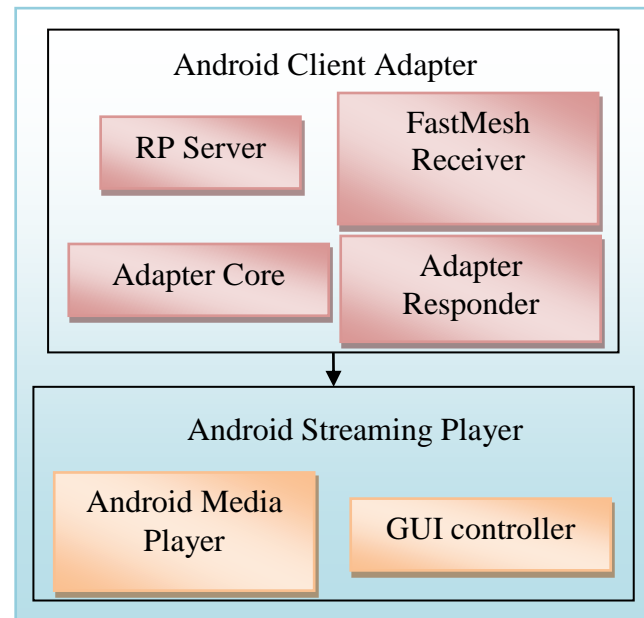 Android Client Adapter
RP Server
FastMesh
Receiver
Adapter Core
Adapter
Responder
Android Streaming Player
Android Media
Player
GUI controller